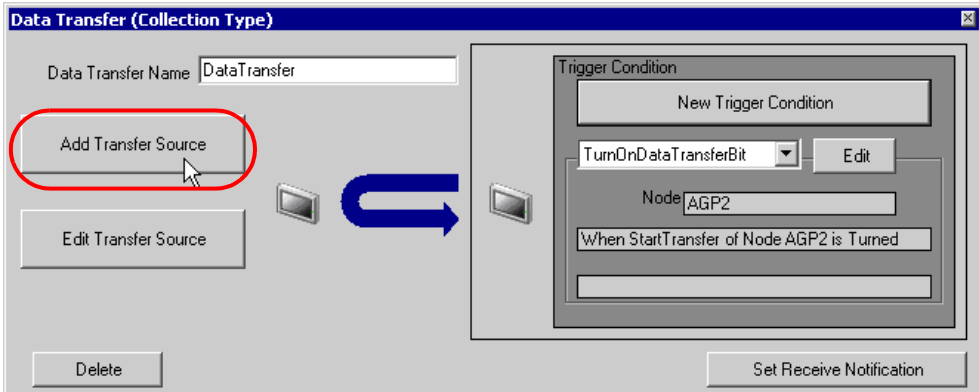 Data Transfer (Collection Type)
Data Transfer Name DataTransfer
Add Transfer Source
Edit Transfer Source
Trigger Condition
New Trigger Condition
TurnOnDataTransferBit Edit
Node AGP2
When StartTransfer of Node AGP2 is Turned
Delete
Set Receive Notification